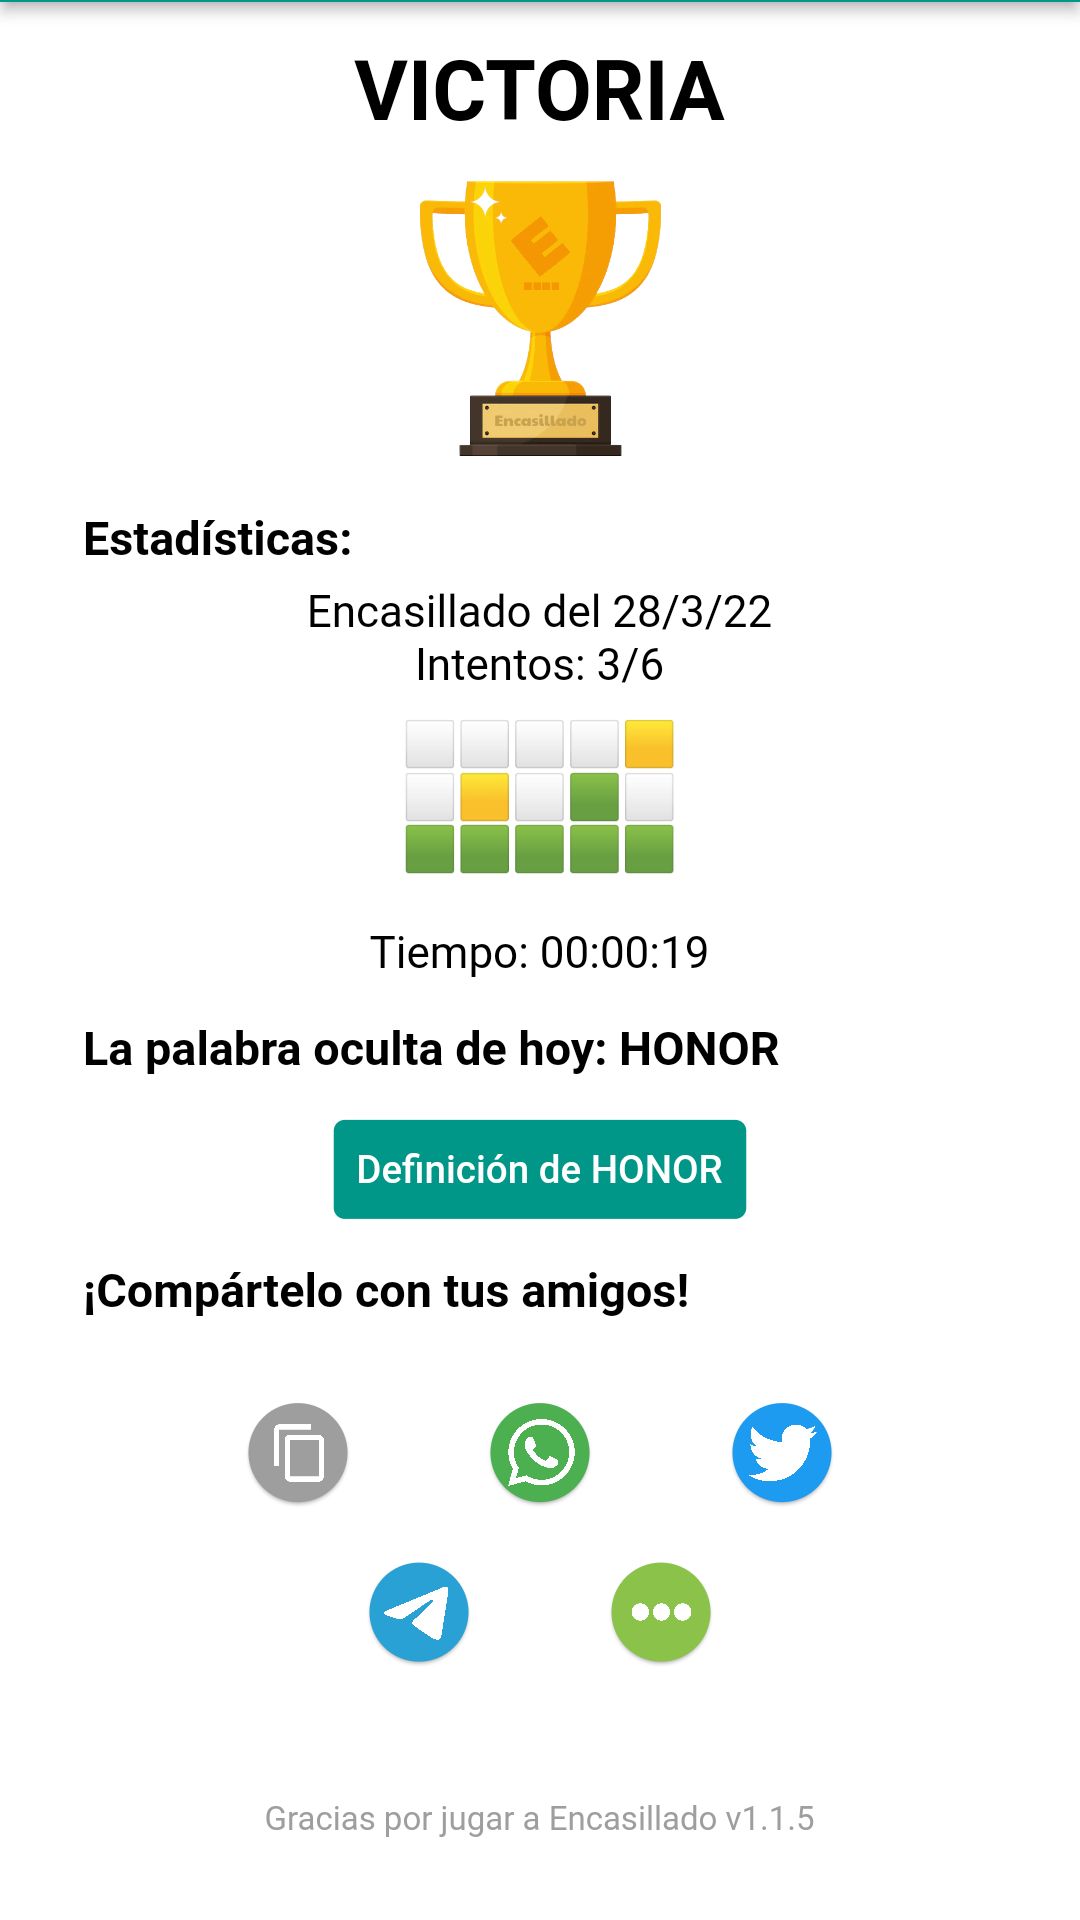 VICTORIA
E
Encasillado
Estadísticas:
Encasillado del 28/3/22
Intentos: 3/6
Tiempo: 00:00:19
La palabra oculta de hoy: HONOR
Definición de HONOR
¡Compártelo con tus amigos!
Gracias por jugar a Encasillado v1.1.5